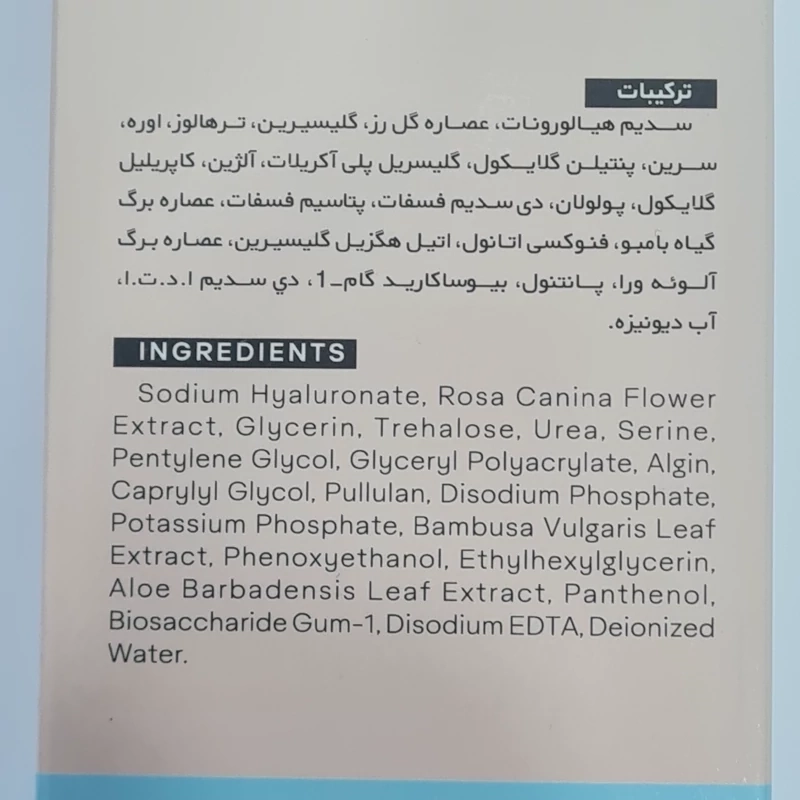 ترکیبات
سدیم هیالورونات، عصاره گل رز، گلیسیرین، ترهالوز، اوره،
سرین، پنتیلن گلایکول، گلیسریل پلی آکریلات، آلژین، کاپریلیل
گلایکول، پولولان، دی سدیم فسفات، پتاسیم فسفات، عصاره برگ
گیاه بامبو، فنوکسی اتانول، اتیل هگزیل گلیسیرین، عصاره برگ
آلوئه ورا، پانتنول، بیوساکارید گام-1، دي سدیم ا.د.ت.ا،
آب دیونیزه.
INGREDIENTS
Sodium Hyaluronate, Rosa Canina Flower
Extract, Glycerin, Trehalose, Urea, Serine,
Pentylene Glycol, Glyceryl Polyacrylate, Algin,
Caprylyl Glycol, Pullulan, Disodium Phosphate,
Potassium Phosphate, Bambusa Vulgaris Leaf
Extract, Phenoxyethanol, Ethylhexylglycerin,
Aloe Barbadensis Leaf Extract, Panthenol,
Biosaccharide Gum-1, Disodium EDTA, Deionized
Water.